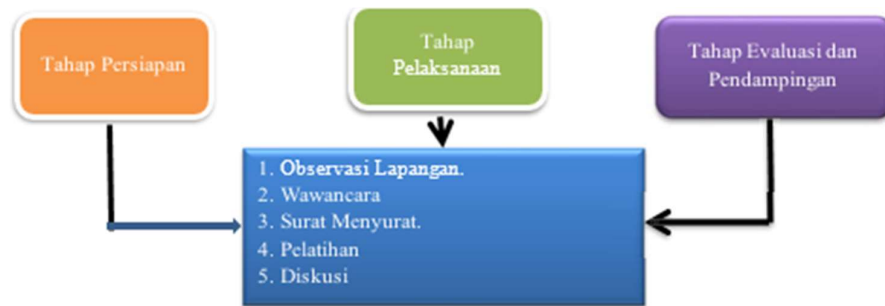 Tahap Persiapan
Tahap
Pelaksanaan
Tahap Evaluasi dan
Pendampingan
1. Observasi Lapangan.
2. Wawancara
3. Surat Menyurat.
4. Pelatihan
5. Diskusi